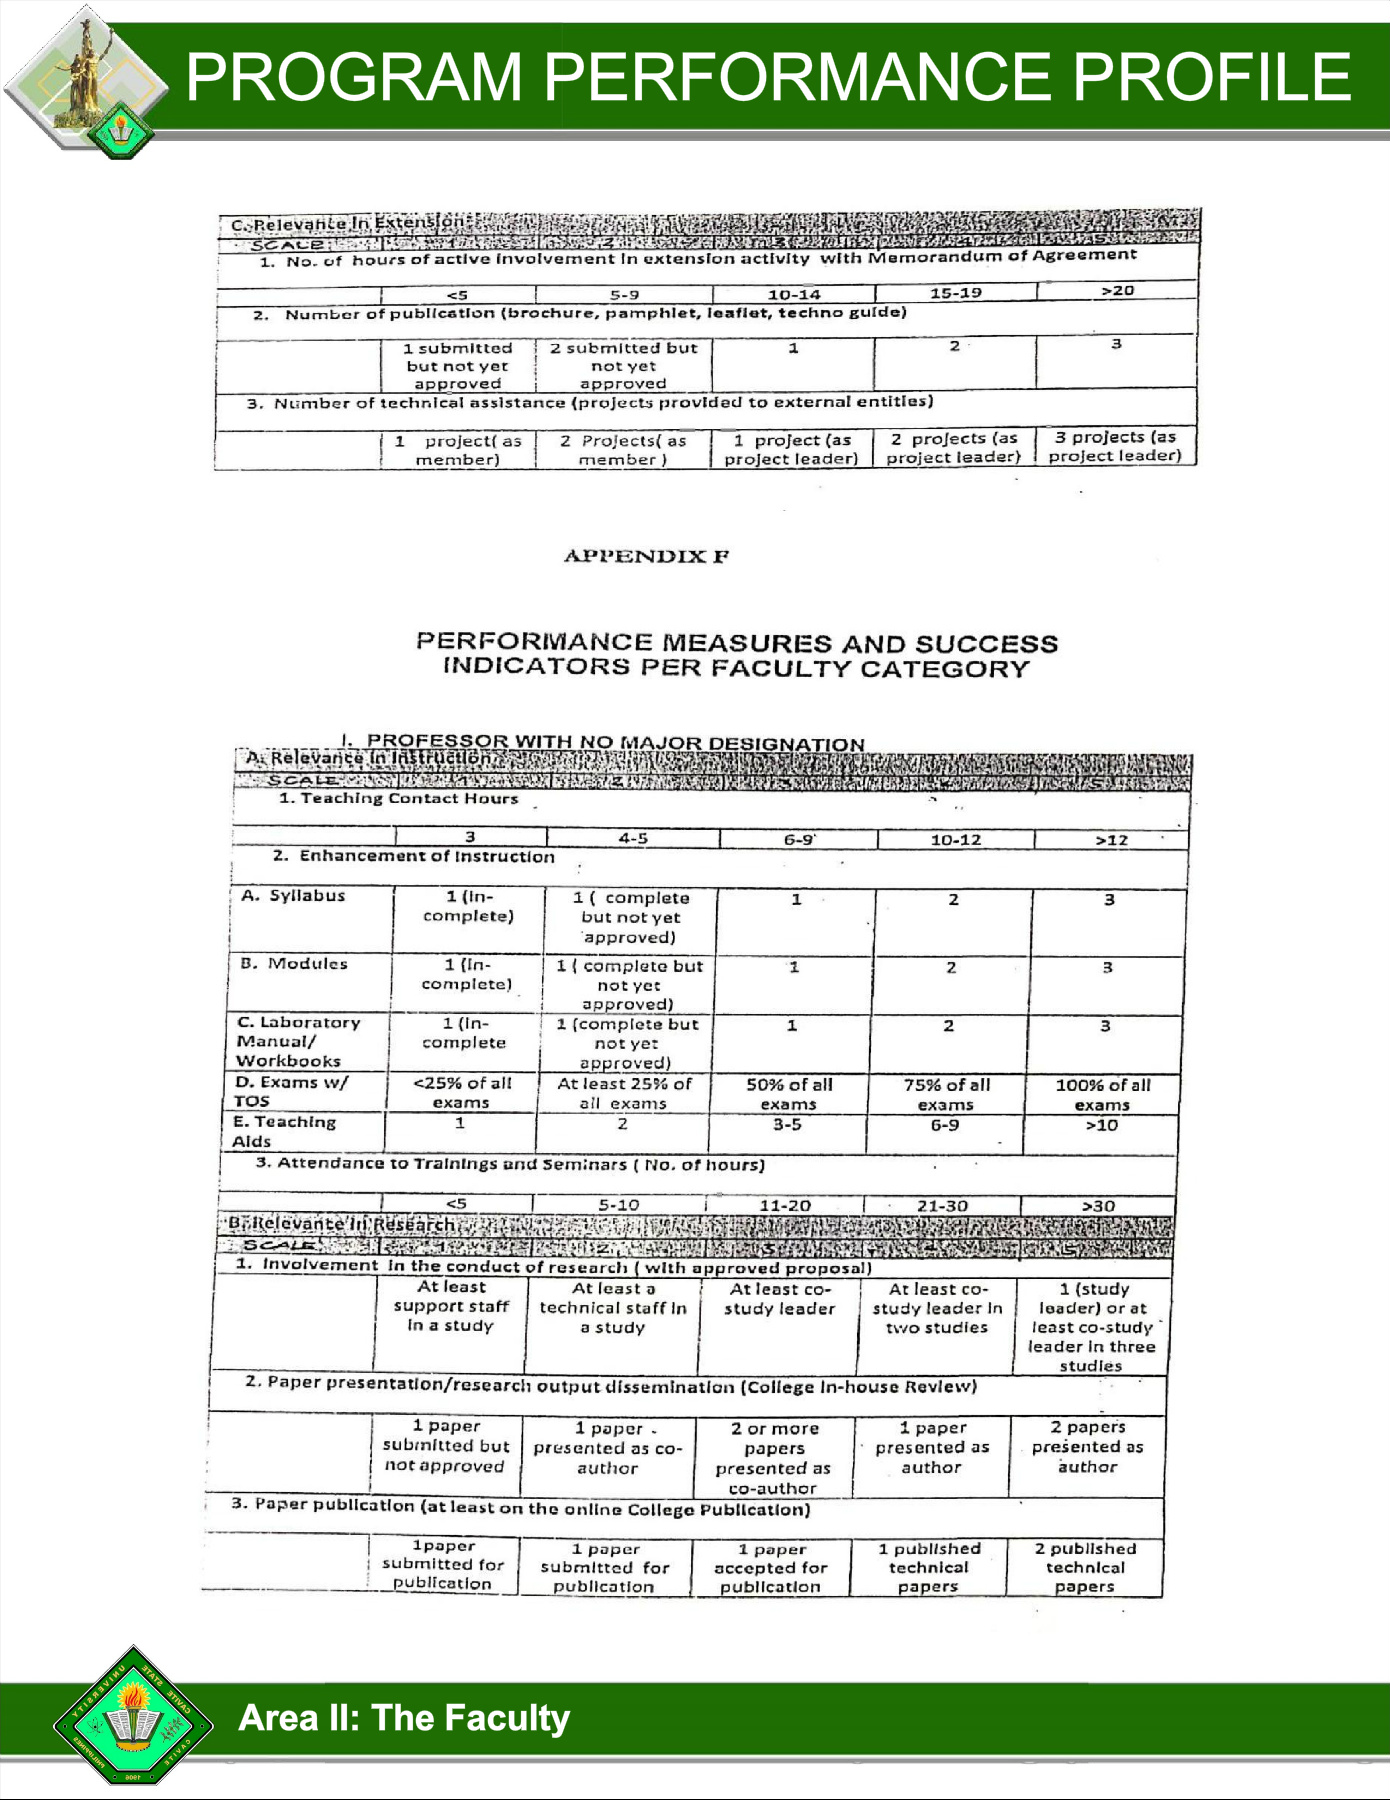 PROGRAM PERFORMANCE PROFILE
C. Relevance In Extension
SCALE 1 2 3 4 5
1. No. of hours of active involvement in extension activity with Memorandum of Agreement
<5 5-9 10-14 15-19 >20
2. Number of publication (brochure, pamphlet, leaflet, techno guide)
1 submitted but not yet approved 2 submitted but not yet approved 1 2 3
3. Number of technical assistance (projects provided to external entities)
1 project( as member) 2 Projects( as member ) 1 project (as project leader) 2 projects (as project leader) 3 projects (as project leader)
APPENDIX F
PERFORMANCE MEASURES AND SUCCESS
INDICATORS PER FACULTY CATEGORY
I. PROFESSOR WITH NO MAJOR DESIGNATION
A. Relevance In Instruction
SCALE 1 2 3 4 5
1. Teaching Contact Hours
3 4-5 6-9 10-12 >12
2. Enhancement of Instruction
A. Syllabus 1 (In-complete) 1 ( complete but not yet approved) 1 2 3
B. Modules 1 (In-complete) 1 ( complete but not yet approved) 1 2 3
C. Laboratory Manual/ Workbooks 1 (In-complete 1 (complete but not yet approved) 1 2 3
D. Exams w/ TOS <25% of all exams At least 25% of all exams 50% of all exams 75% of all exams 100% of all exams
E. Teaching Aids 1 2 3-5 6-9 >10
3. Attendance to Trainings and Seminars ( No. of hours)
<5 5-10 11-20 21-30 >30
B. Relevance In Research
SCALE 1 2 3 4 5
1. Involvement in the conduct of research ( with approved proposal)
At least support staff in a study At least a technical staff in a study At least co-study leader At least co-study leader in two studies 1 (study leader) or at least co-study leader in three studies
2. Paper presentation/research output dissemination (College In-house Review)
1 paper submitted but not approved 1 paper presented as co-author 2 or more papers presented as co-author 1 paper presented as author 2 papers presented as author
3. Paper publication (at least on the online College Publication)
1paper submitted for publication 1 paper submitted for publication 1 paper accepted for publication 1 published technical papers 2 published technical papers
CAVITE STATE UNIVERSITY
CAVITE
PHILIPPINES
1906
Area II: The Faculty